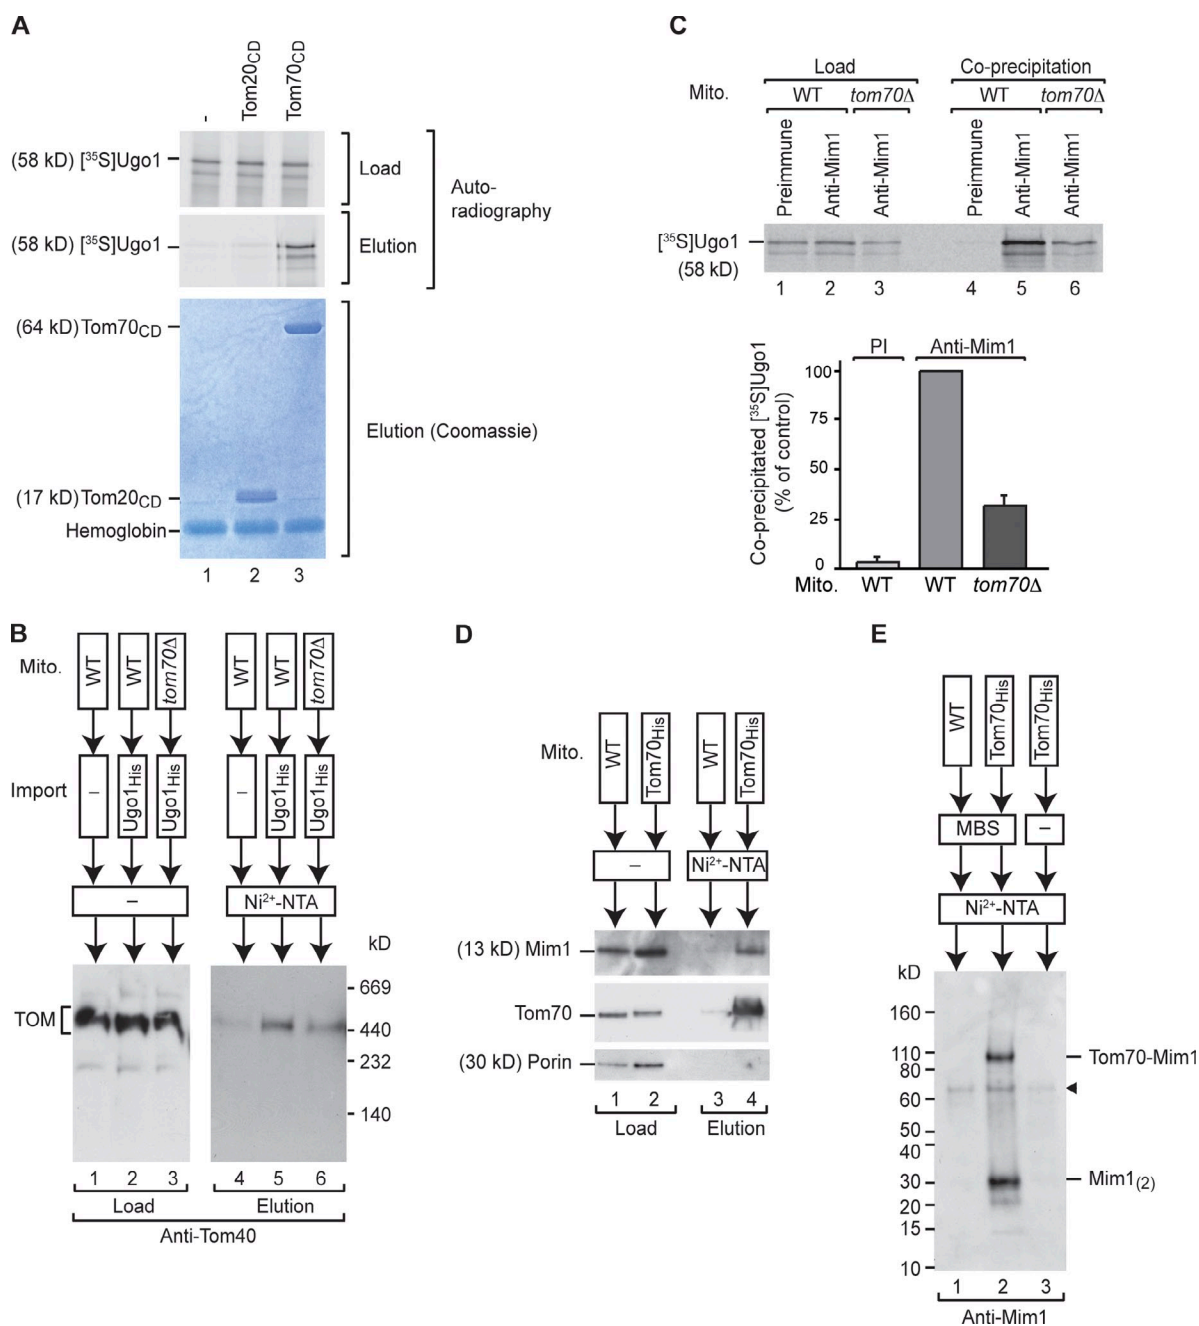 A
-
Tom20CD
Tom70CD
(58 kD) [35S]Ugo1
Load
(58 kD) [35S]Ugo1
Elution
Auto-
radiography
(64 kD) Tom70CD
Elution (Coomassie)
(17 kD) Tom20CD
Hemoglobin
1 2 3
C
Load Co-precipitation
Mito. WT tom70Δ WT tom70Δ
Preimmune Anti-Mim1 Anti-Mim1 Preimmune Anti-Mim1 Anti-Mim1
[35S]Ugo1
(58 kD)
1 2 3 4 5 6
PI Anti-Mim1
Co-precipitated [35S]Ugo1
(% of control)
100
75
50
25
0
Mito. WT WT tom70Δ
B
Mito. WT WT tom70Δ WT WT tom70Δ
Import – Ugo1His Ugo1His – Ugo1His Ugo1His
– Ni2+-NTA
kD
669
TOM
440
232
140
1 2 3 4 5 6
Load Elution
Anti-Tom40
D
Mito. WT Tom70His WT Tom70His
– Ni2+-NTA
(13 kD) Mim1
Tom70
(30 kD) Porin
1 2 3 4
Load Elution
E
WT Tom70His Tom70His
MBS –
Ni2+-NTA
kD
160
110
Tom70-Mim1
80
60
50
40
30
Mim1(2)
20
15
10
1 2 3
Anti-Mim1